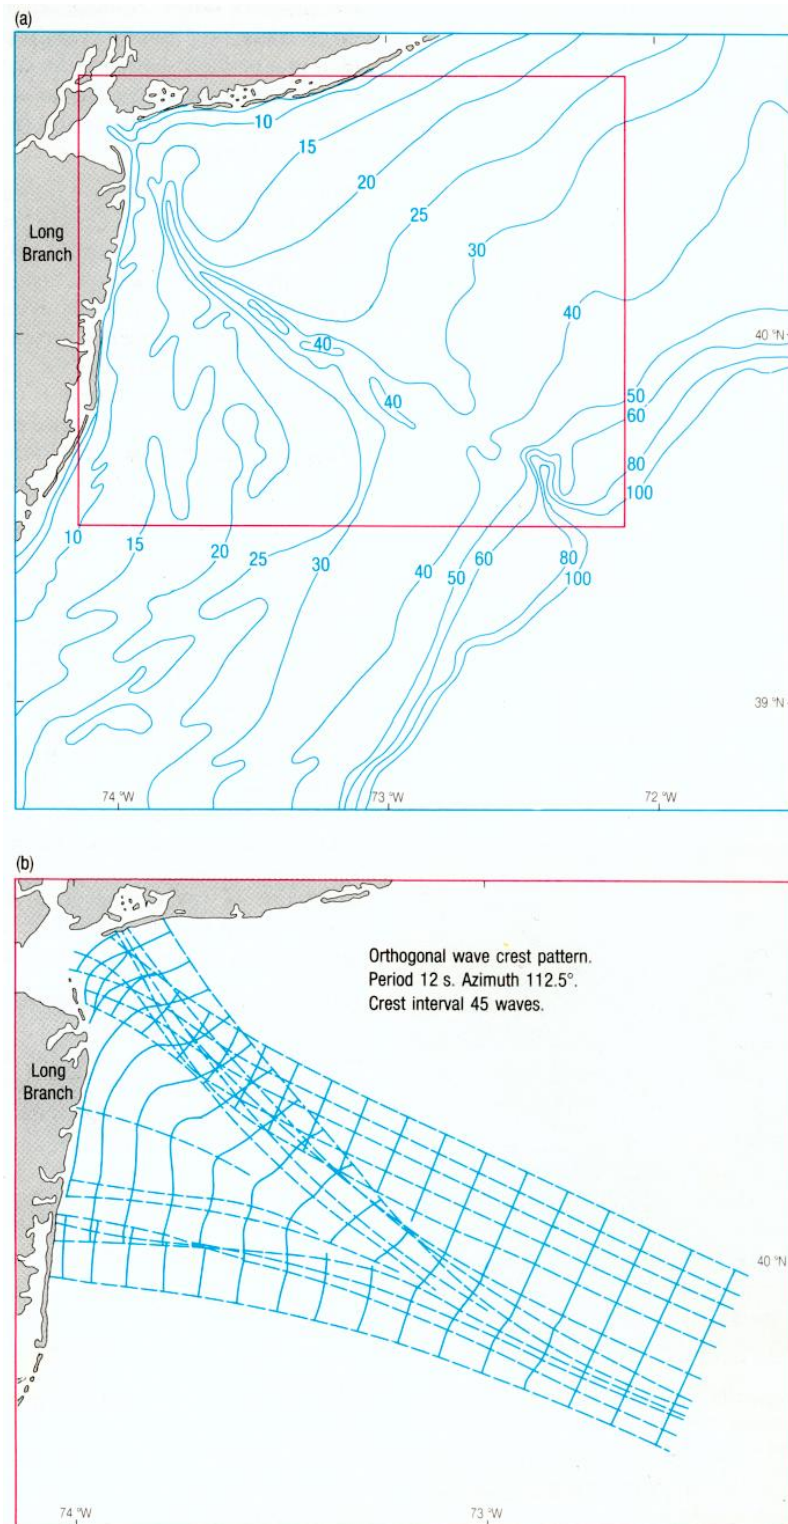 (a)
10
15
20
25
30
Long
Branch
40
40 °N
40
40
50
60
80
100
10
15
20
25
30
40
50
60
80
100
39 °N
74 °W
73 °W
72 °W
(b)
Orthogonal wave crest pattern.
Period 12 s. Azimuth 112.5°.
Crest interval 45 waves.
Long
Branch
40 °N
74 °W
73 °W